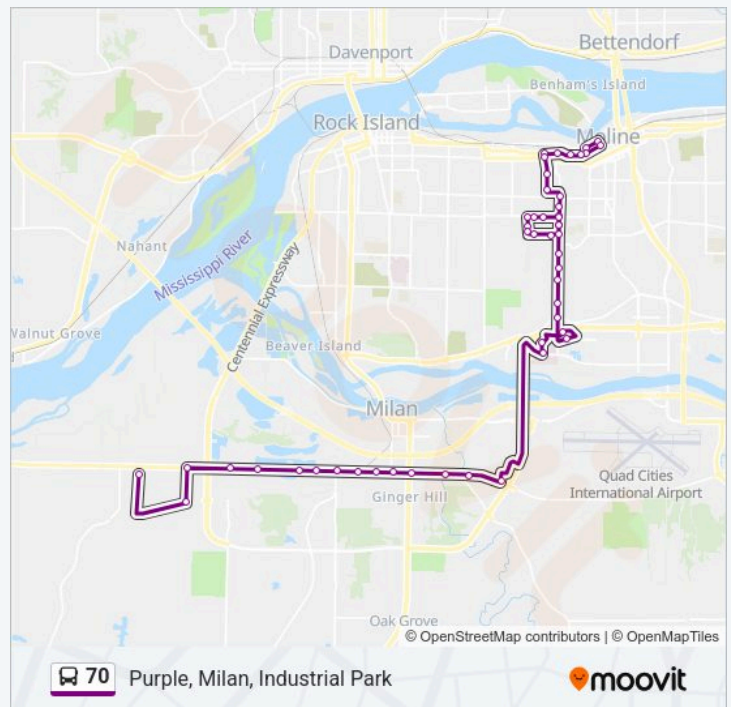 Bettendorf
Davenport
Benham's Island
Rock Island
Moline
Nahant
Mississippi River
Centennial Expressway
Walnut Grove
Beaver Island
Milan
Quad Cities
International Airport
Ginger Hill
Oak Grove
© OpenStreetMap contributors | © OpenMapTiles
70 Purple, Milan, Industrial Park
moovit